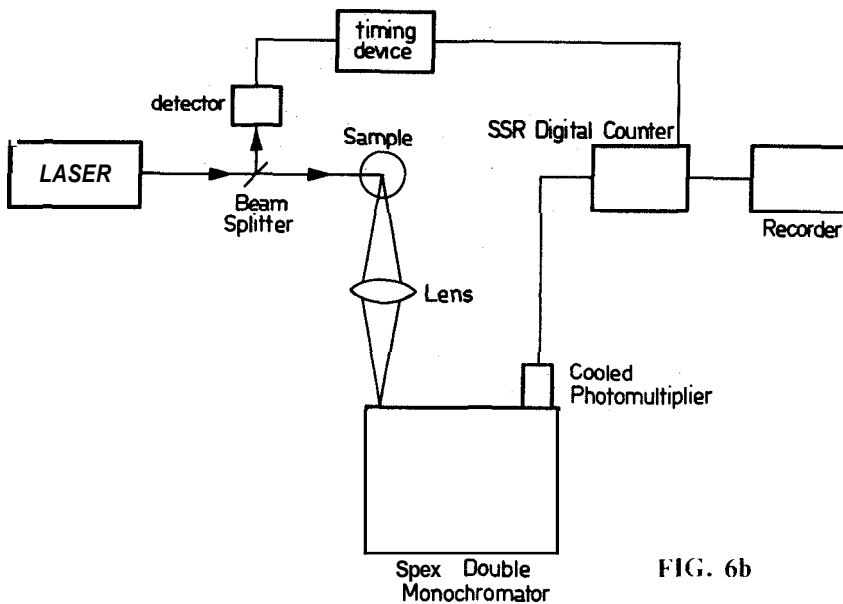 timing
device
detector
Sample
SSR Digital Counter
LASER
Beam
Splitter
Recorder
Lens
Cooled
Photomultiplier
Spex Double
Monochromator
FIG. 6b